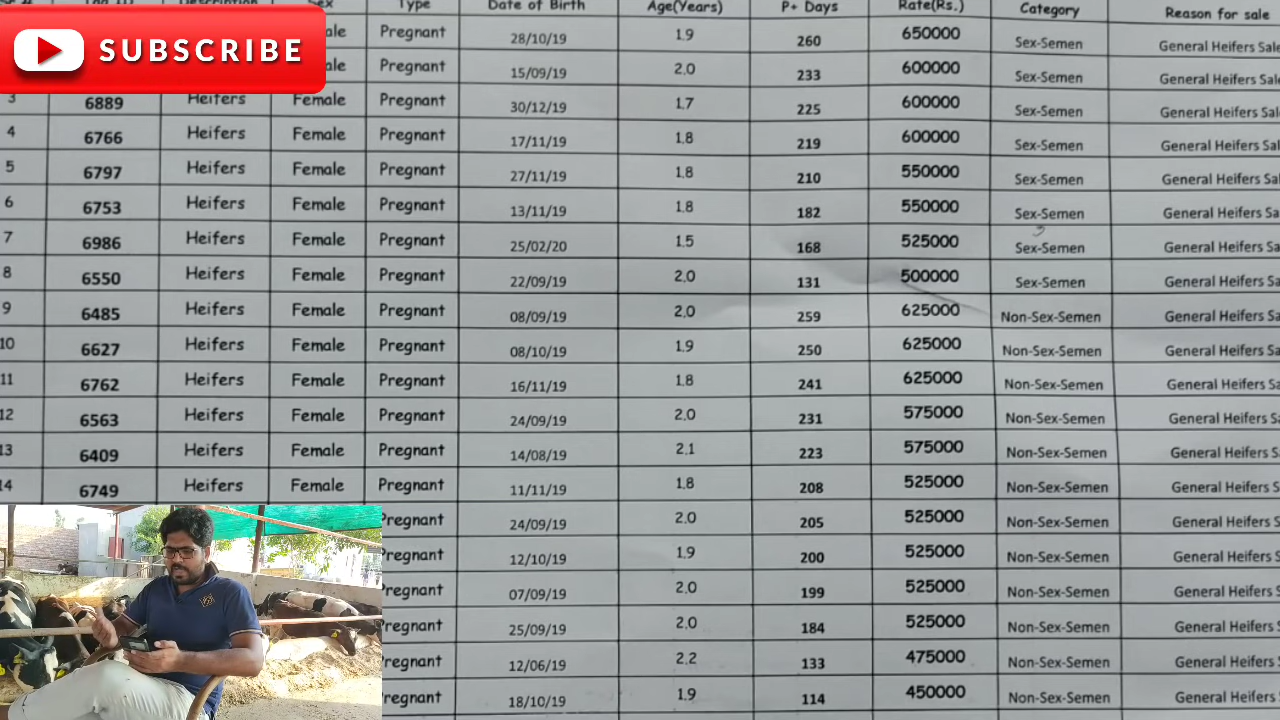 Sex Type Date of Birth Age(Years) P+ Days Rate(Rs.) Category Reason for sale
SUBSCRIBE
Pregnant 28/10/19 1.9 260 650000 Sex-Semen General Heifers Sale
Pregnant 15/09/19 2.0 233 600000 Sex-Semen General Heifers Sale
3 6889 Heifers Female Pregnant 30/12/19 1.7 225 600000 Sex-Semen General Heifers Sal
4 6766 Heifers Female Pregnant 17/11/19 1.8 219 600000 Sex-Semen General Heifers Sal
5 6797 Heifers Female Pregnant 27/11/19 1.8 210 550000 Sex-Semen General Heifers Sal
6 6753 Heifers Female Pregnant 13/11/19 1.8 182 550000 Sex-Semen General Heifers Sa
7 6986 Heifers Female Pregnant 25/02/20 1.5 168 525000 Sex-Semen General Heifers Sa
8 6550 Heifers Female Pregnant 22/09/19 2.0 131 500000 Sex-Semen General Heifers Sa
9 6485 Heifers Female Pregnant 08/09/19 2.0 259 625000 Non-Sex-Semen General Heifers Sa
10 6627 Heifers Female Pregnant 08/10/19 1.9 250 625000 Non-Sex-Semen General Heifers Sa
11 6762 Heifers Female Pregnant 16/11/19 1.8 241 625000 Non-Sex-Semen General Heifers Sa
12 6563 Heifers Female Pregnant 24/09/19 2.0 231 575000 Non-Sex-Semen General Heifers Sa
13 6409 Heifers Female Pregnant 14/08/19 2.1 223 575000 Non-Sex-Semen General Heifers S
14 6749 Heifers Female Pregnant 11/11/19 1.8 208 525000 Non-Sex-Semen General Heifers S
Pregnant 24/09/19 2.0 205 525000 Non-Sex-Semen General Heifers S
Pregnant 12/10/19 1.9 200 525000 Non-Sex-Semen General Heifers S
Pregnant 07/09/19 2.0 199 525000 Non-Sex-Semen General Heifers S
Pregnant 25/09/19 2.0 184 525000 Non-Sex-Semen General Heifers S
Pregnant 12/06/19 2.2 133 475000 Non-Sex-Semen General Heifers
Pregnant 18/10/19 1.9 114 450000 Non-Sex-Semen General Heifers